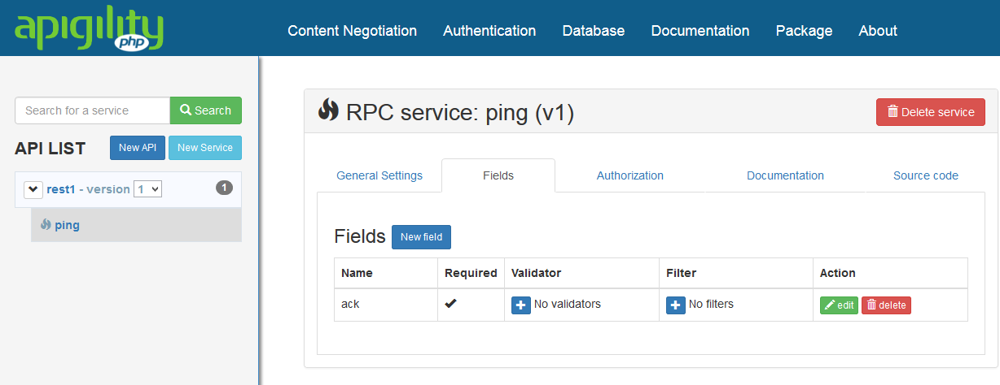 apigility php
Content Negotiation Authentication Database Documentation Package About
Search for a service Search
API LIST New API New Service
rest1 - version 1 1
ping
RPC service: ping (v1) Delete service
General Settings Fields Authorization Documentation Source code
Fields New field
Name Required Validator Filter Action
ack No validators No filters edit delete